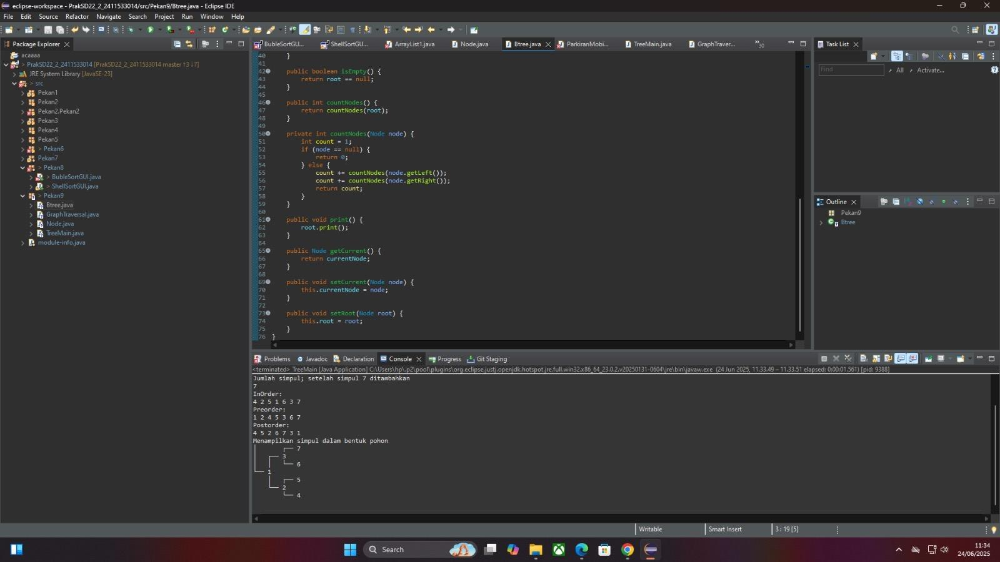 eclipse-workspace - PrakSD22_2_2411533014/src/Pekan9/Btree.java - Eclipse IDE
File Edit Source Refactor Navigate Search Project Run Window Help
Package Explorer
acaaaa
> PrakSD22_2_2411533014 [PrakSD22_2_2411533014 master ↑3 ↓7]
JRE System Library [JavaSE-23]
> src
Pekan1
Pekan2
Pekan2.Pekan2
Pekan3
Pekan4
Pekan5
> Pekan6
Pekan7
> Pekan8
> BubleSortGUI.java
> ShellSortGUI.java
> Pekan9
Btree.java
GraphTraversal.java
Node.java
TreeMain.java
module-info.java
BubleSortGU... ShellSortGU... ArrayList1.java Node.java Btree.java ParkiranMobi... TreeMain.java GraphTraver... »30
40 }
41
42 public boolean isEmpty() {
43 return root == null;
44 }
45
46 public int countNodes() {
47 return countNodes(root);
48 }
49
50 private int countNodes(Node node) {
51 int count = 1;
52 if (node == null) {
53 return 0;
54 } else {
55 count += countNodes(node.getLeft());
56 count += countNodes(node.getRight());
57 return count;
58 }
59 }
60
61 public void print() {
62 root.print();
63 }
64
65 public Node getCurrent() {
66 return currentNode;
67 }
68
69 public void setCurrent(Node node) {
70 this.currentNode = node;
71 }
72
73 public void setRoot(Node root) {
74 this.root = root;
75 }
76 }
Task List
Find All Activate...
Outline
Pekan9
Btree
Problems Javadoc Declaration Console Progress Git Staging
<terminated> TreeMain [Java Application] C:\Users\hp\.p2\pool\plugins\org.eclipse.justj.openjdk.hotspot.jre.full.win32.x86_64_23.0.2.v20250131-0604\jre\bin\javaw.exe (24 Jun 2025, 11.33.49 – 11.33.51 elapsed: 0:00:01.561) [pid: 9388]
Jumlah simpul; setelah simpul 7 ditambahkan
7
InOrder:
4 2 5 1 6 3 7
Preorder:
1 2 4 5 3 6 7
Postorder:
4 5 2 6 7 3 1
Menampilkan simpul dalam bentuk pohon
7
3
6
1
5
2
4
Writable Smart Insert 3 : 19 [5]
Search
11:34
24/06/2025